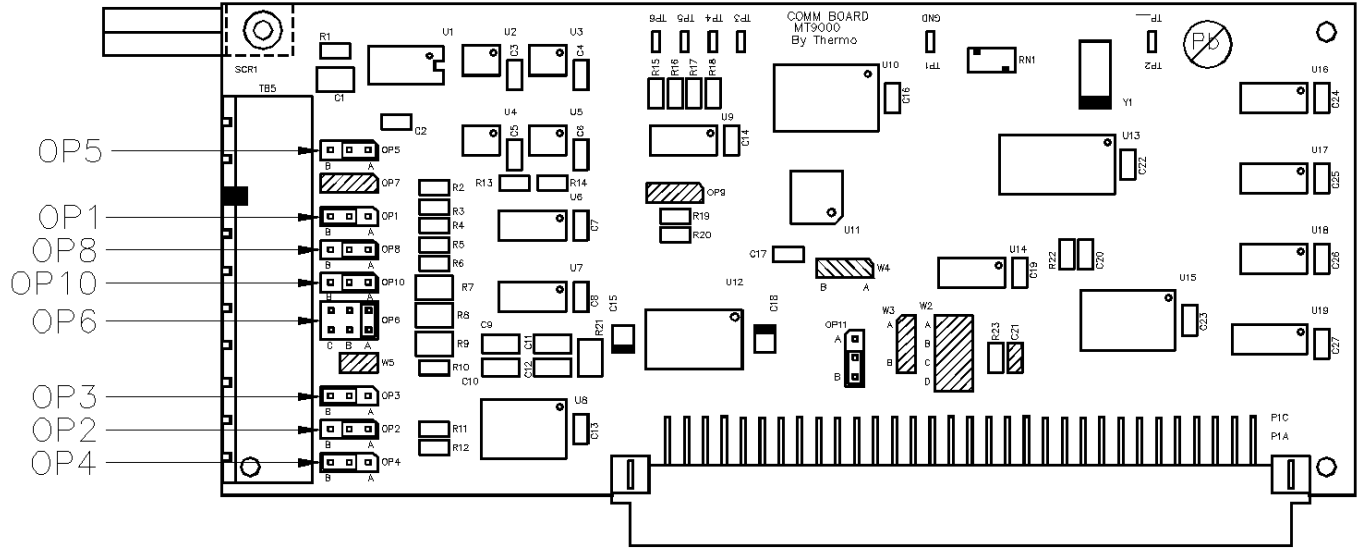 COMM BOARD
MT9000
By Thermo
TP6
TP5
TP4
TP3
GND
TP1
TP
TP2
Pb
SCR1
TB5
R1
C1
U1
U2
C3
U3
C4
C2
U4
C5
U5
C6
R15
R16
R17
R18
U9
C14
U10
C16
RN1
Y1
U13
C22
U16
C24
U17
C25
U18
C26
U19
C27
OP5
OP5
B A
OP7
OP1
OP1
B A
OP8
OP8
B A
OP10
OP10
B A
OP6
OP6
C B A
W5
OP3
OP3
B A
OP2
OP2
B A
OP4
OP4
B A
R2
R3
R4
R5
R6
R7
R8
R9
R10
R11
R12
R13
R14
U6
C7
U7
C8
C9
C11
C10
C12
R21
C15
U8
C13
OP9
R19
R20
U11
C17
W4
B A
U12
C18
OP11
A
B
W3
A
B
W2
A
B
C
D
R23
C21
U14
C19
R22
C20
U15
C23
P1C
P1A